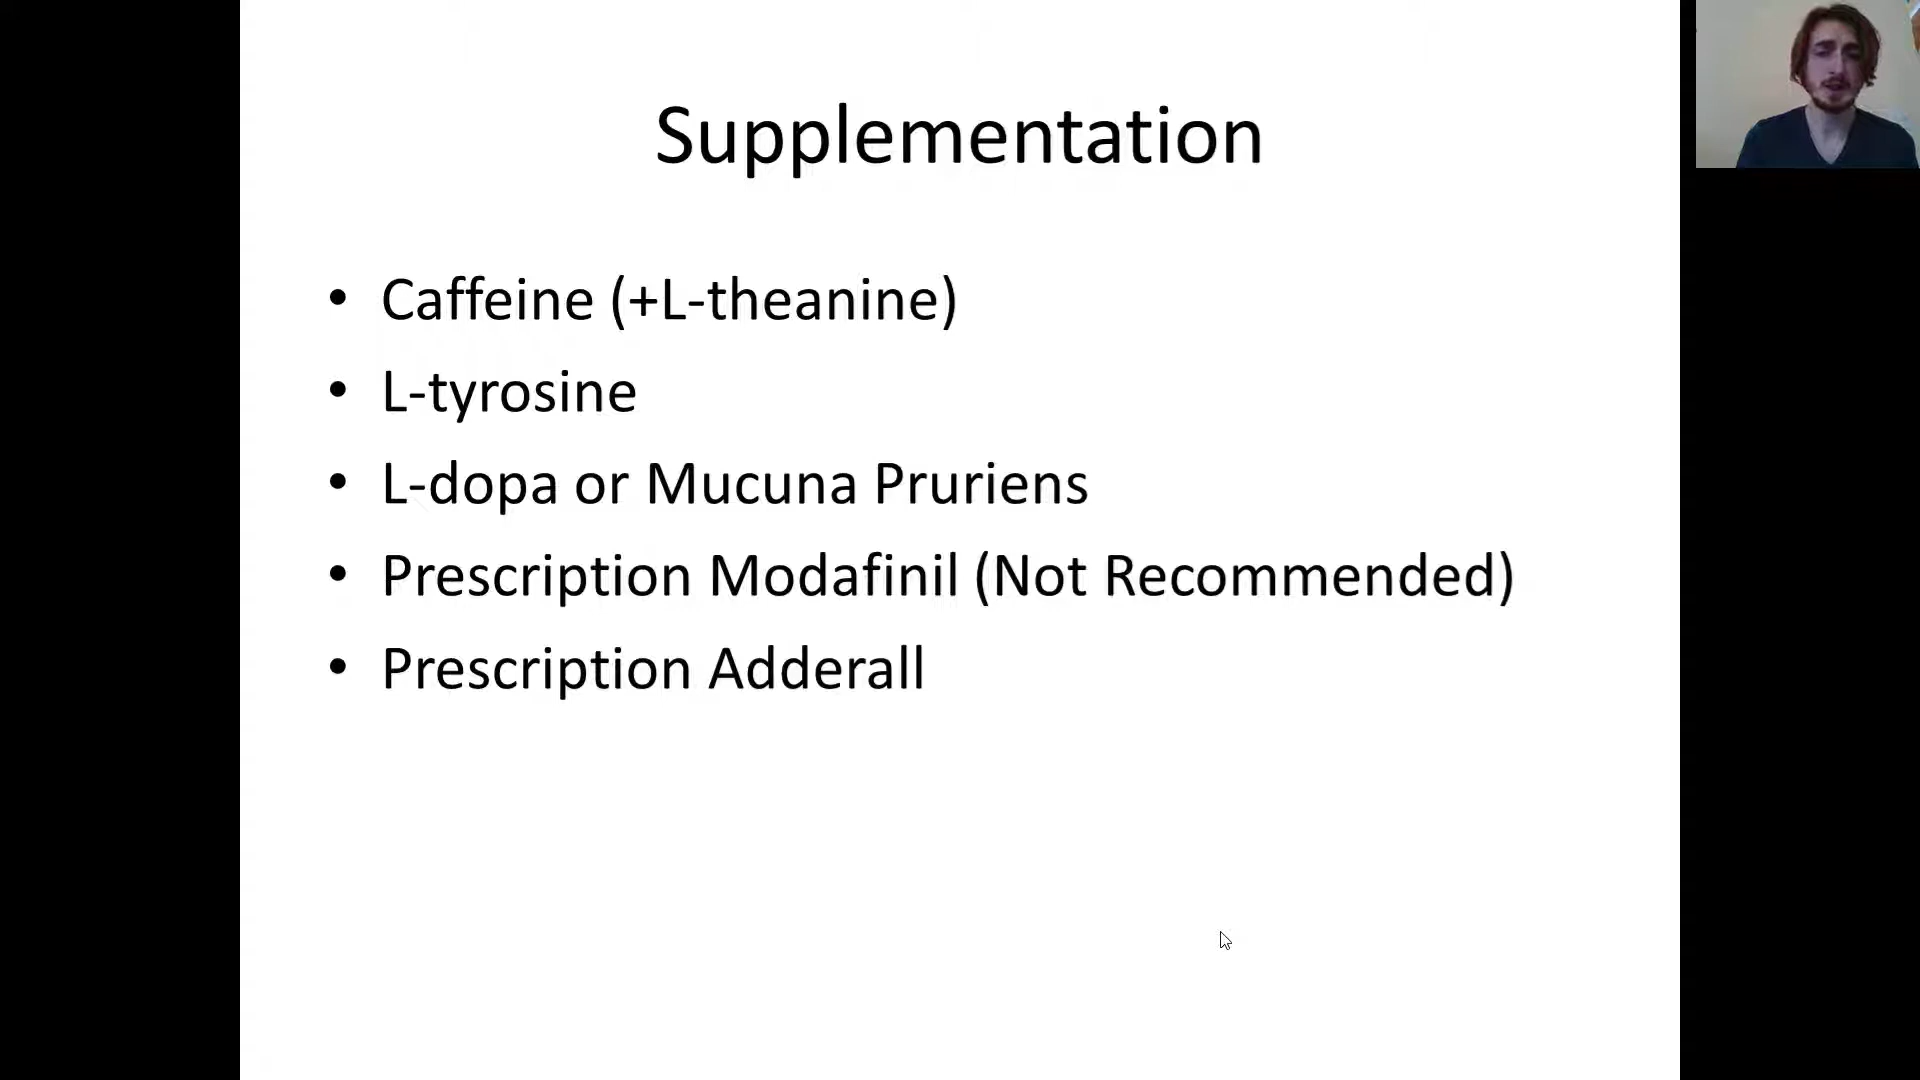 Supplementation
• Caffeine (+L-theanine)
• L-tyrosine
• L-dopa or Mucuna Pruriens
• Prescription Modafinil (Not Recommended)
• Prescription Adderall